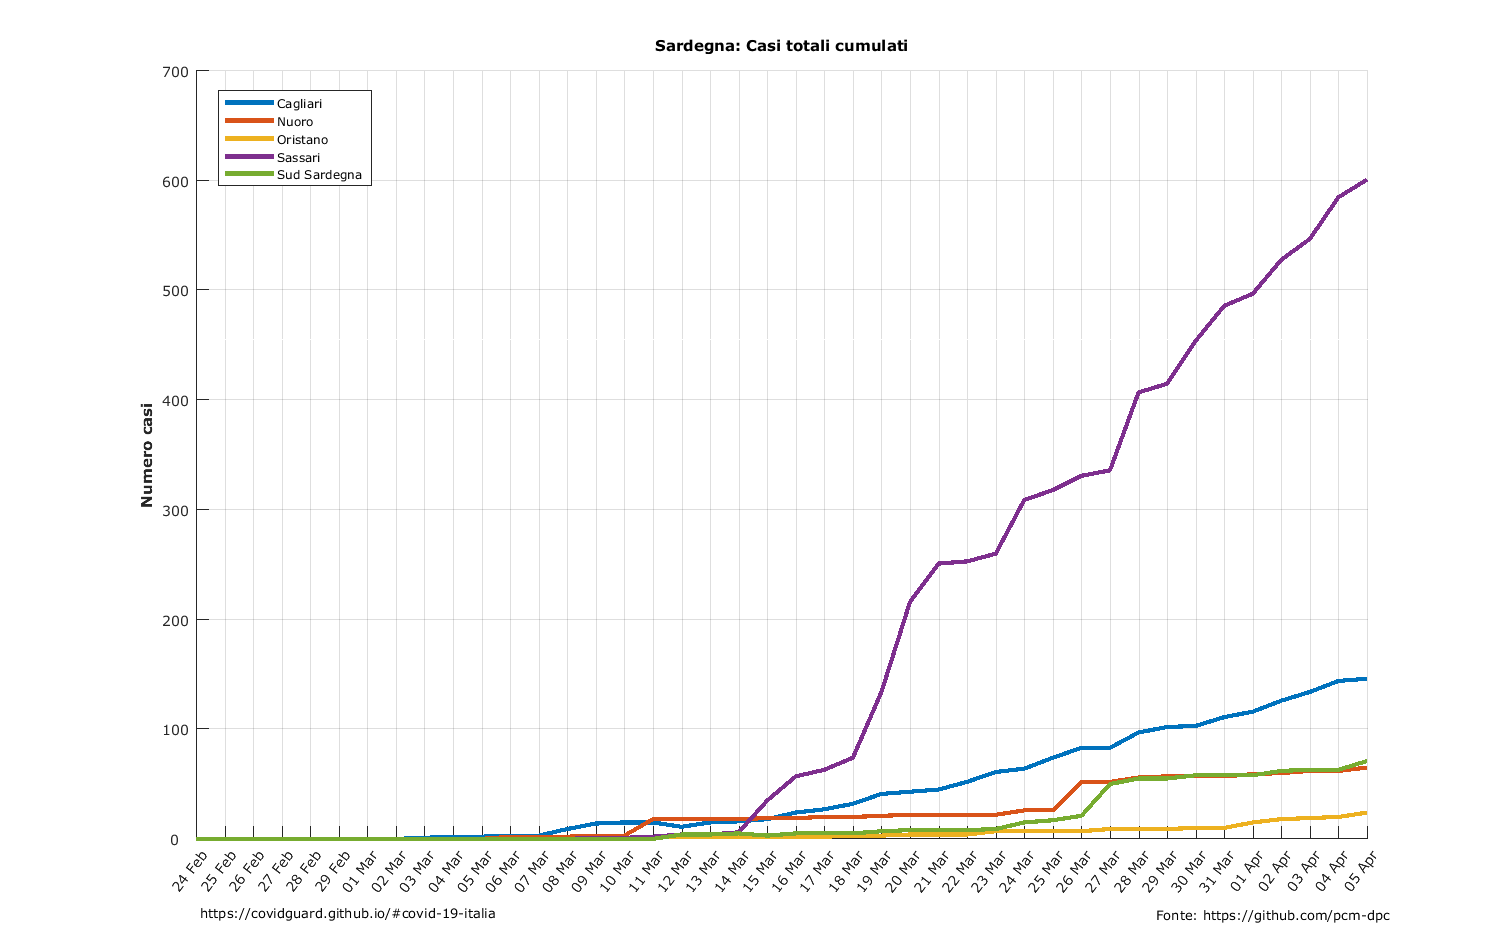 Sardegna: Casi totali cumulati
700
600
500
400
300
200
100
0
Numero casi
Cagliari
Nuoro
Oristano
Sassari
Sud Sardegna
24 Feb
25 Feb
26 Feb
27 Feb
28 Feb
29 Feb
01 Mar
02 Mar
03 Mar
04 Mar
05 Mar
06 Mar
07 Mar
08 Mar
09 Mar
10 Mar
11 Mar
12 Mar
13 Mar
14 Mar
15 Mar
16 Mar
17 Mar
18 Mar
19 Mar
20 Mar
21 Mar
22 Mar
23 Mar
24 Mar
25 Mar
26 Mar
27 Mar
28 Mar
29 Mar
30 Mar
31 Mar
01 Apr
02 Apr
03 Apr
04 Apr
05 Apr
https://covidguard.github.io/#covid-19-italia
Fonte: https://github.com/pcm-dpc